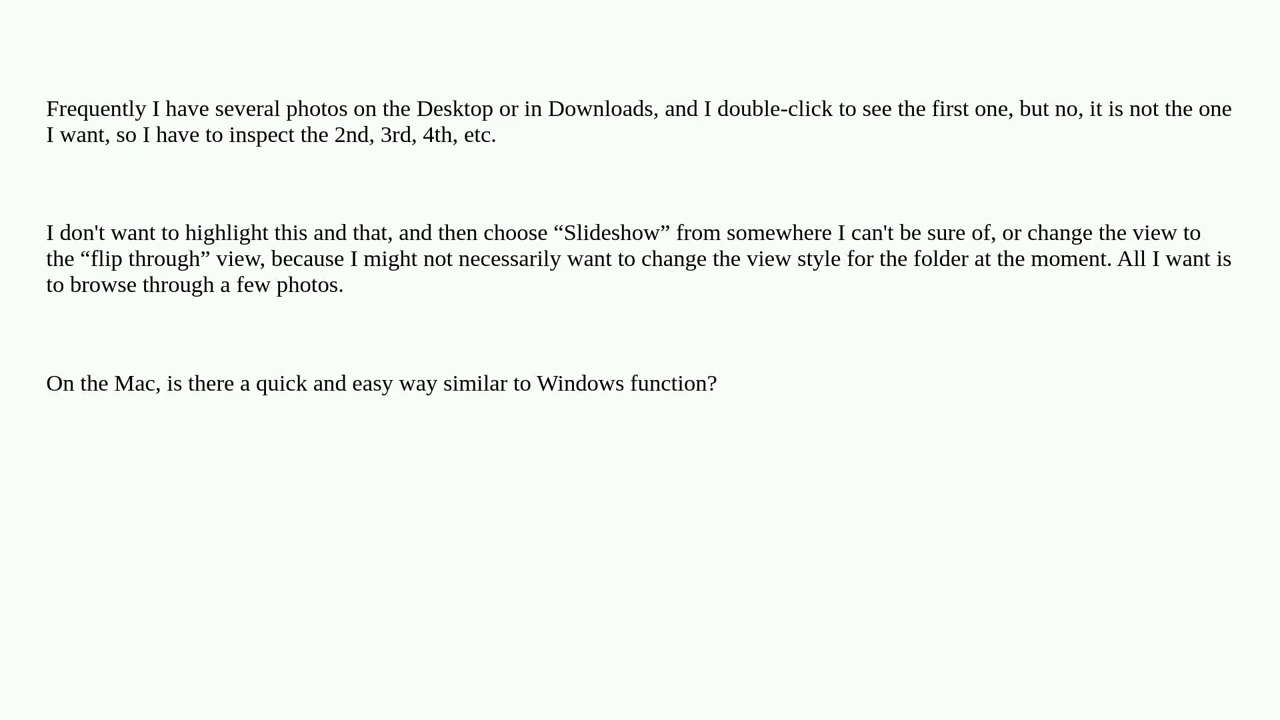 Frequently I have several photos on the Desktop or in Downloads, and I double-click to see the first one, but no, it is not the one
I want, so I have to inspect the 2nd, 3rd, 4th, etc.
I don't want to highlight this and that, and then choose “Slideshow” from somewhere I can't be sure of, or change the view to
the “flip through” view, because I might not necessarily want to change the view style for the folder at the moment. All I want is
to browse through a few photos.
On the Mac, is there a quick and easy way similar to Windows function?